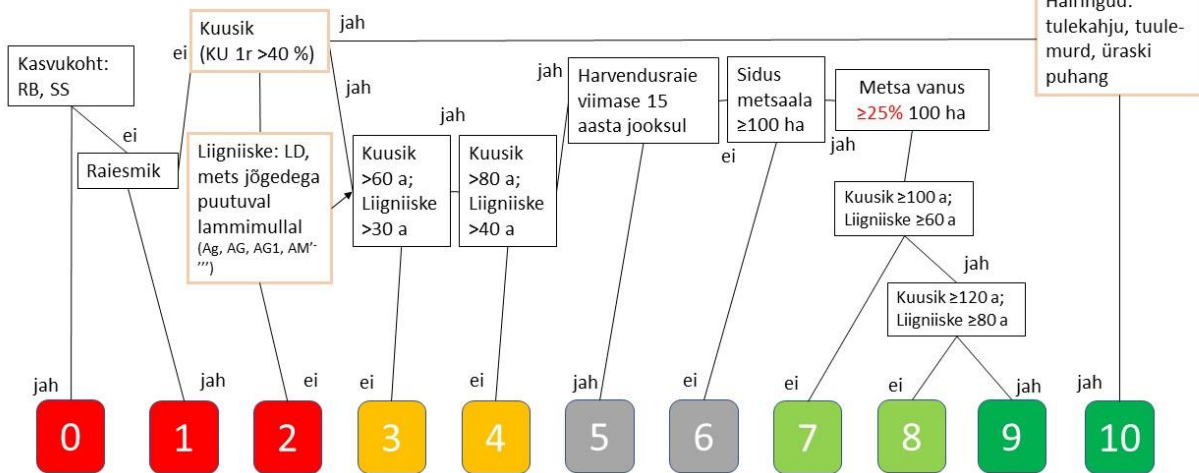 Kasvukoht:
RB, SS
ei
Raiesmik
ei
Kuusik
(KU 1r >40 %)
jah
jah
Liigniiske: LD,
mets jõgedega
puutuval
lammimullal
(Ag, AG, AG1, AM'-
''')
Kuusik
>60 a;
Liigniiske
>30 a
Kuusik
>80 a;
Liigniiske
>40 a
jah
Harvendusraie
viimase 15
aasta jooksul
Sidus
metsaala
≥100 ha
ei
jah
Metsa vanus
≥25% 100 ha
Kuusik ≥100 a;
Liigniiske ≥60 a
jah
Kuusik ≥120 a;
Liigniiske ≥80 a
Häiringud:
tulekahju, tuule-
murd, üraski
puhang
jah
jah
ei
ei
ei
jah
ei
ei
ei
jah
jah
0
1
2
3
4
5
6
7
8
9
10